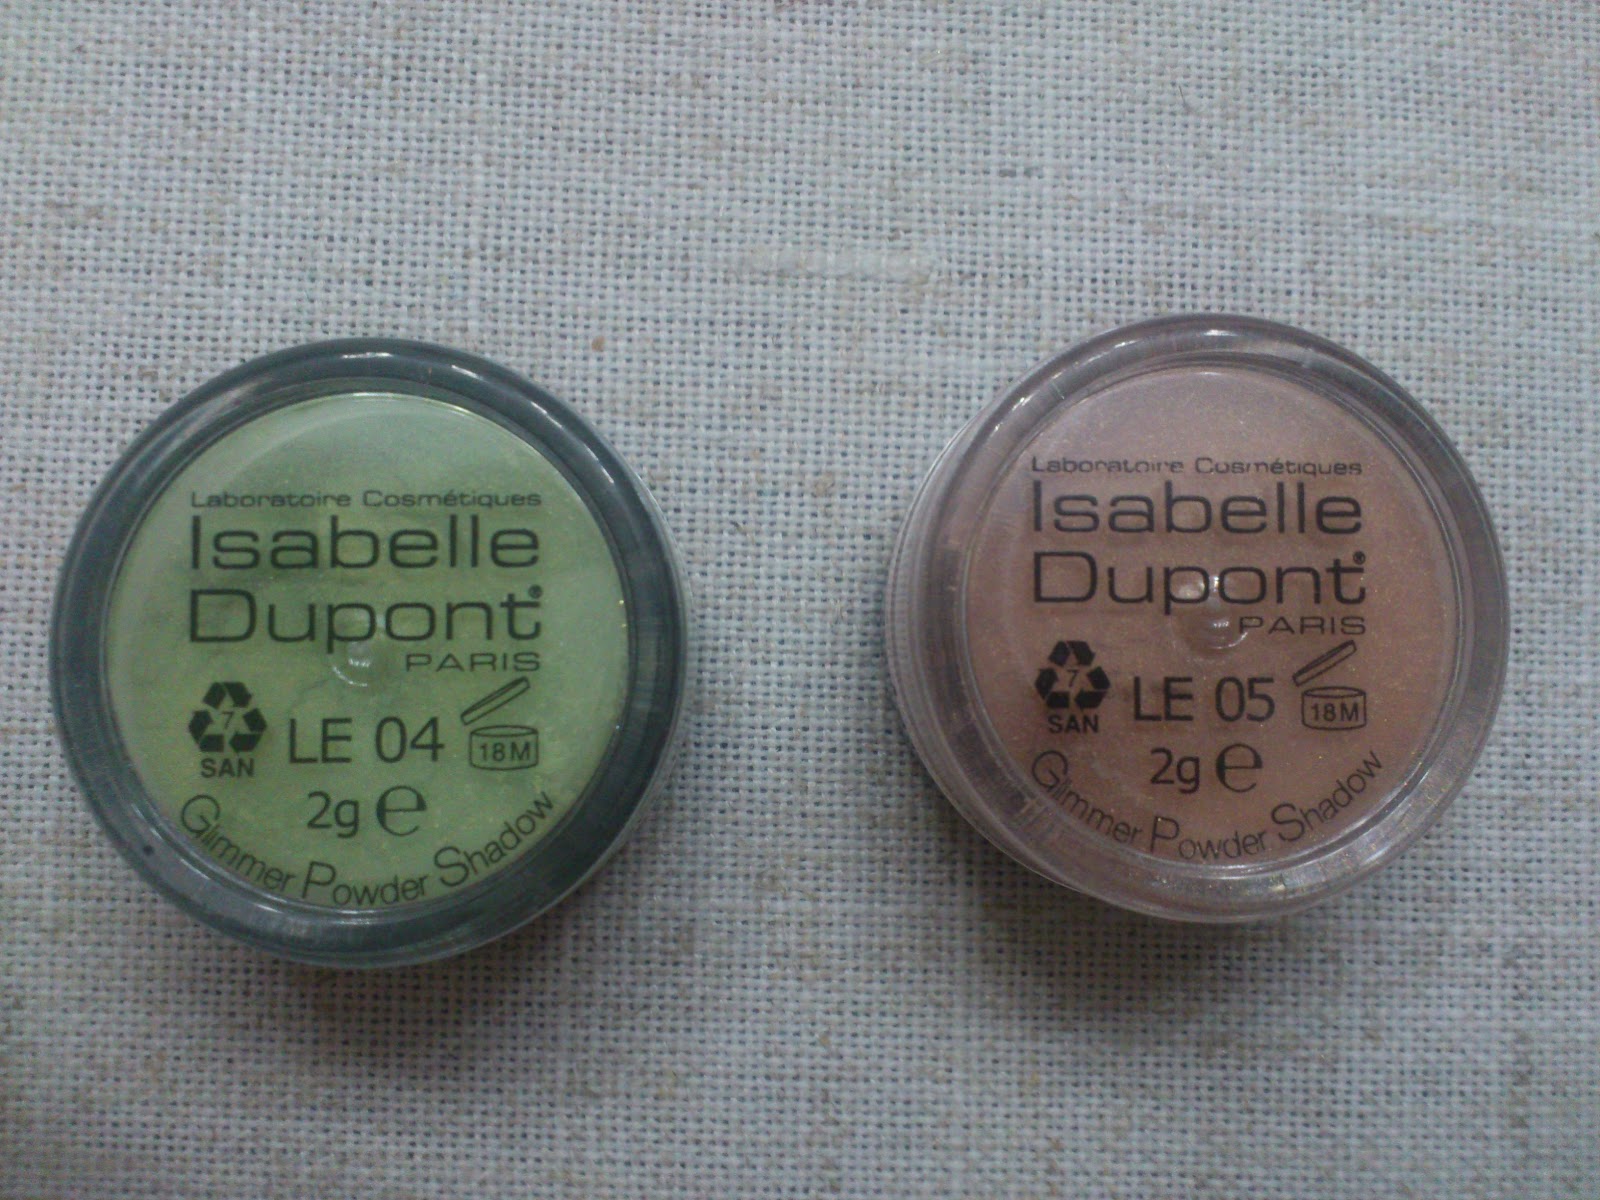 Laboratoire Cosmétiques
Isabelle
Dupont®
PARIS
7
SAN
LE 04
18M
2g e
Glimmer Powder Shadow
Laboratoire Cosmétiques
Isabelle
Dupont®
PARIS
7
SAN
LE 05
18M
2g e
Glimmer Powder Shadow